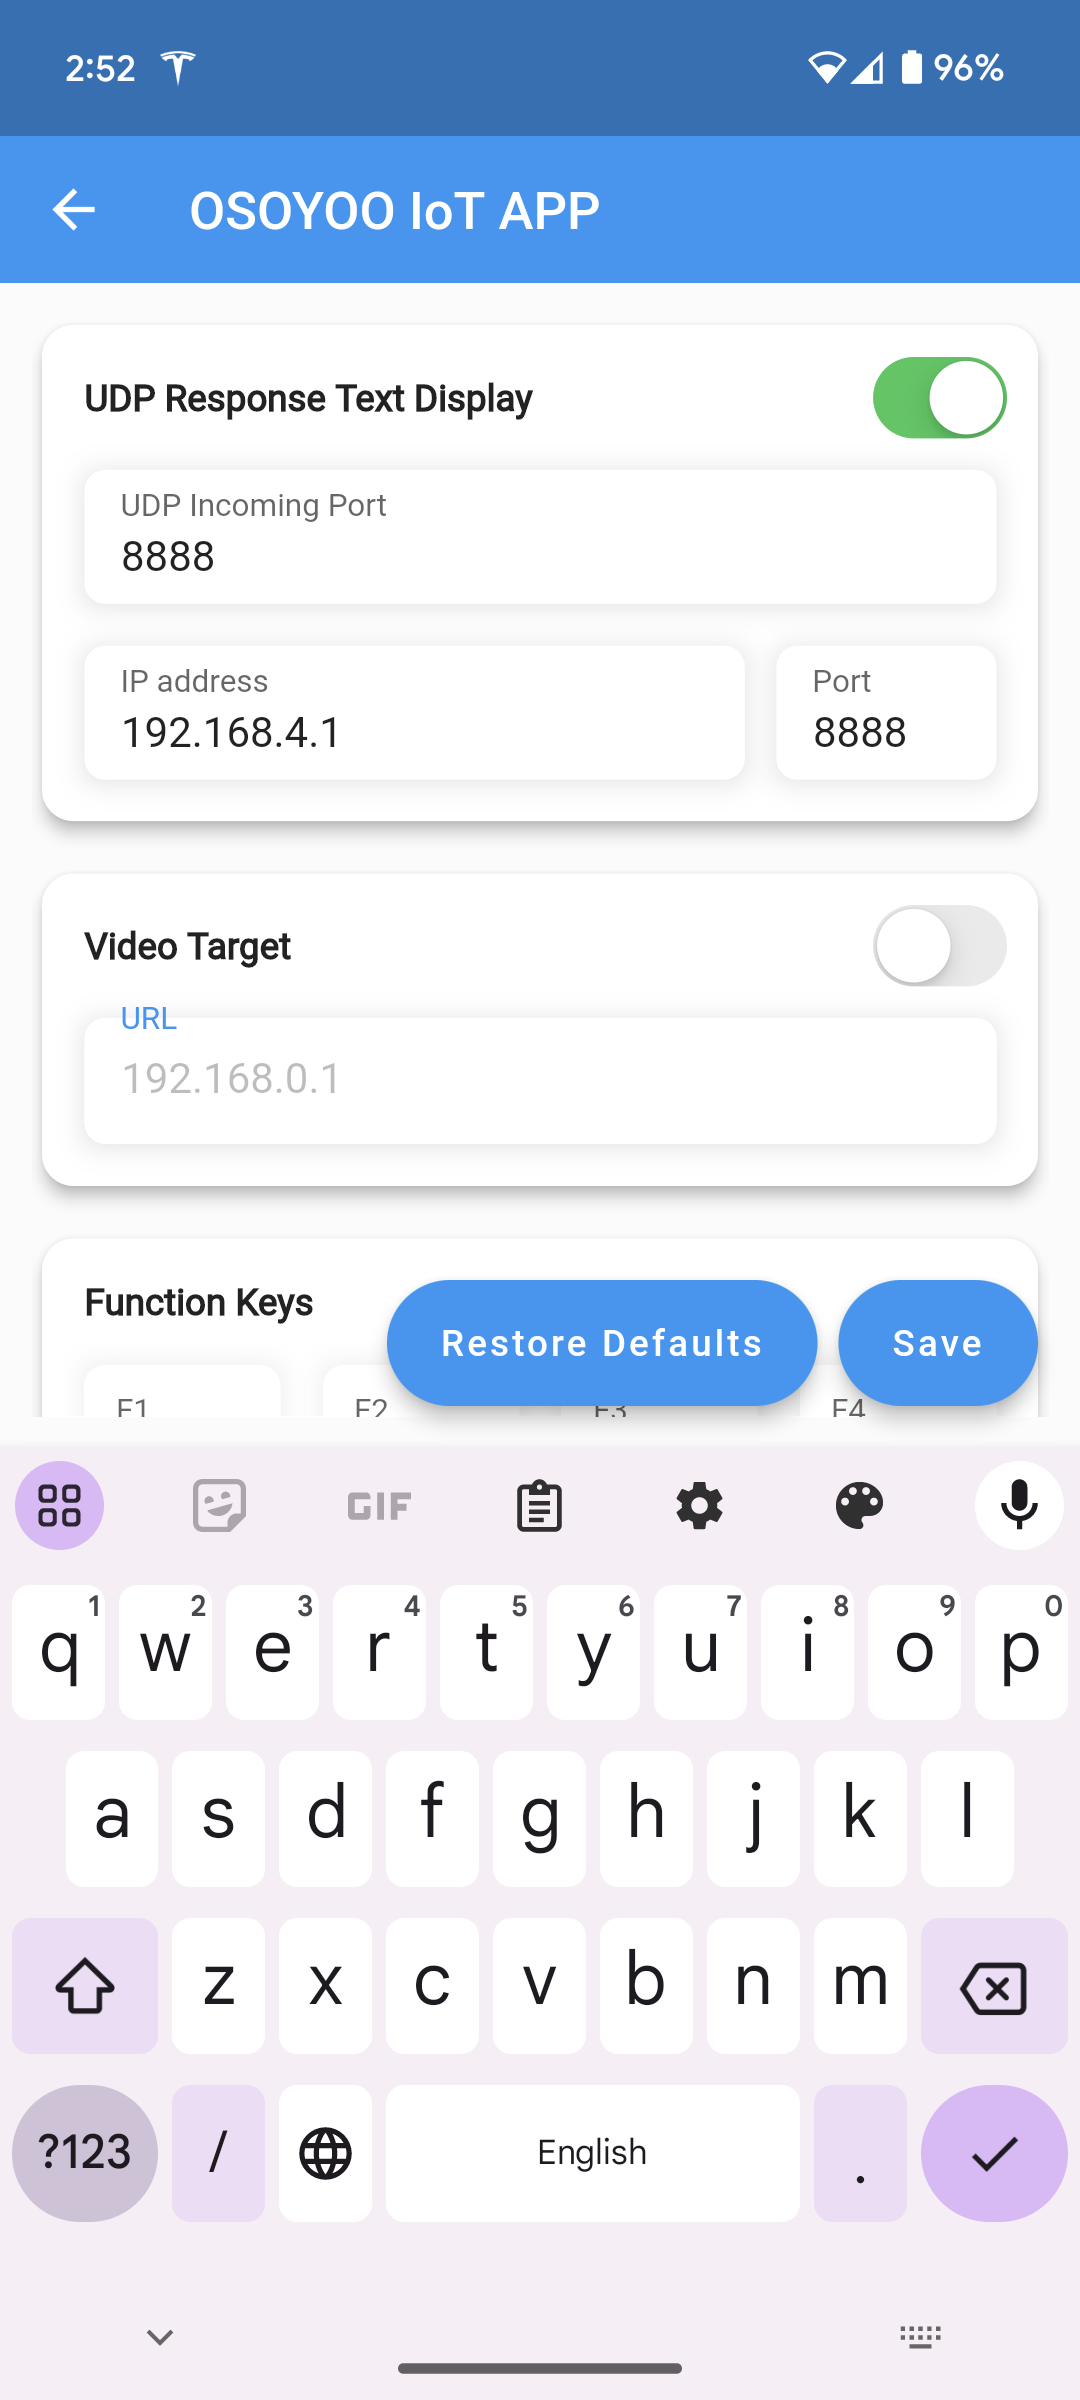 2:52 96%
OSOYOO IoT APP
UDP Response Text Display
UDP Incoming Port
8888
IP address Port
192.168.4.1 8888
Video Target
URL
192.168.0.1
Function Keys
Restore Defaults Save
F1 F2 F3 F4
GIF
1 2 3 4 5 6 7 8 9 0
q w e r t y u i o p
a s d f g h j k l
z x c v b n m
?123 / English .